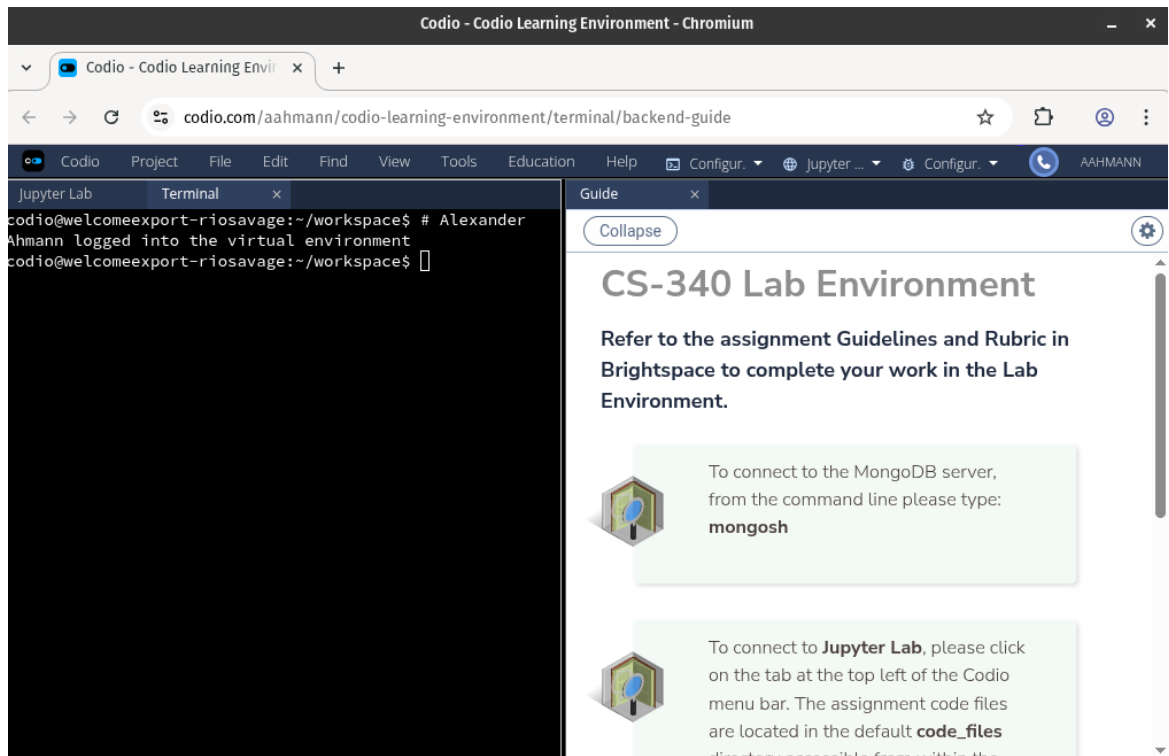 Codio - Codio Learning Environment - Chromium
Codio - Codio Learning Envir
codio.com/aahmann/codio-learning-environment/terminal/backend-guide
Codio Project File Edit Find View Tools Education Help Configur. Jupyter ... Configur. AAHMANN
Jupyter Lab Terminal Guide
codio@welcomeexport-riosavage:~/workspace$ # Alexander
Ahmann logged into the virtual environment
codio@welcomeexport-riosavage:~/workspace$
Collapse
CS-340 Lab Environment
Refer to the assignment Guidelines and Rubric in
Brightspace to complete your work in the Lab
Environment.
To connect to the MongoDB server,
from the command line please type:
mongosh
To connect to Jupyter Lab, please click
on the tab at the top left of the Codio
menu bar. The assignment code files
are located in the default code_files
directory accessible from within the